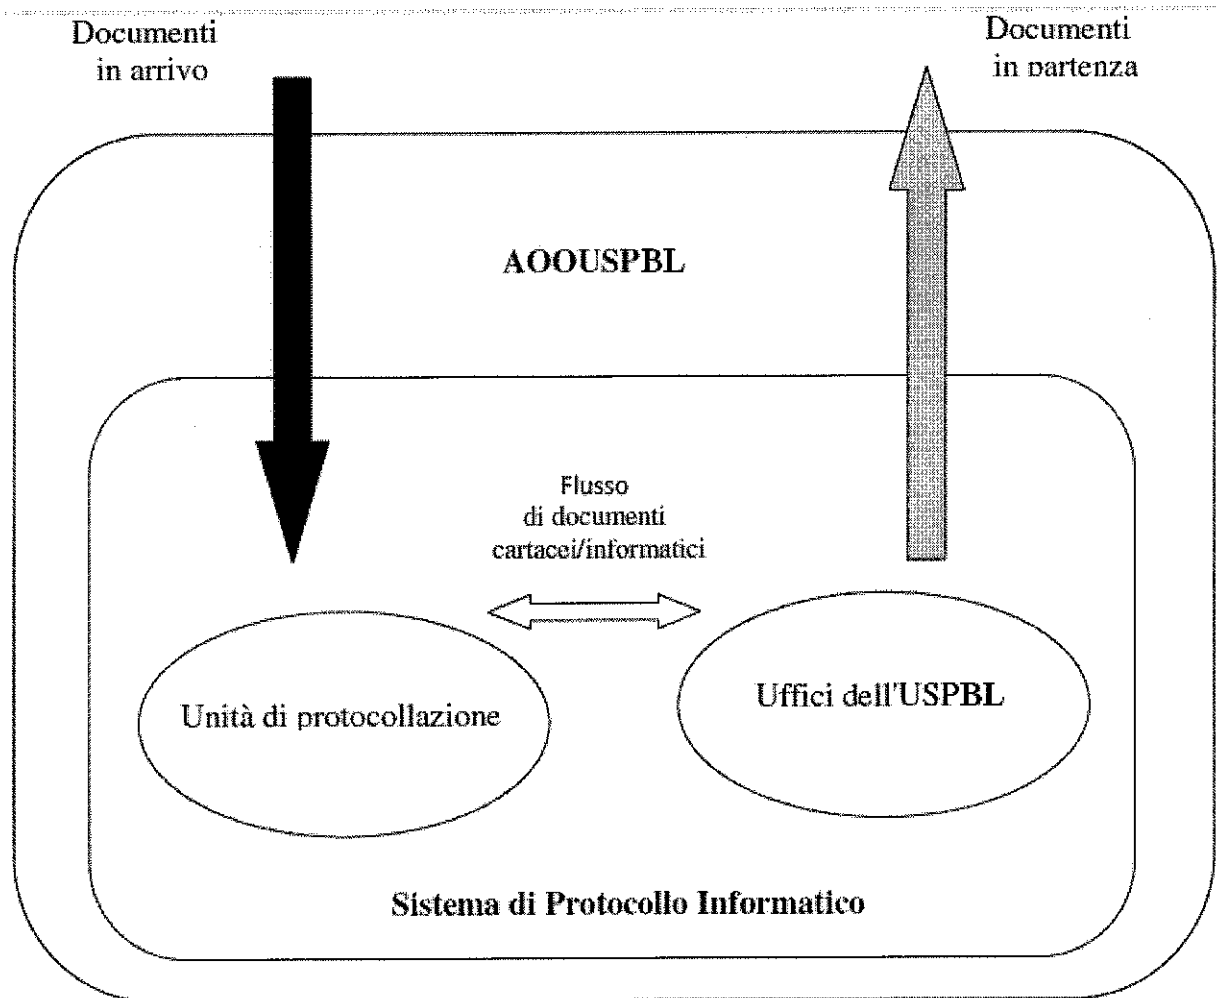 Documenti
in arrivo
Documenti
in partenza
AOOUSPBL
Flusso
di documenti
cartacei/informatici
Unità di protocollazione
Uffici dell'USPBL
Sistema di Protocollo Informatico